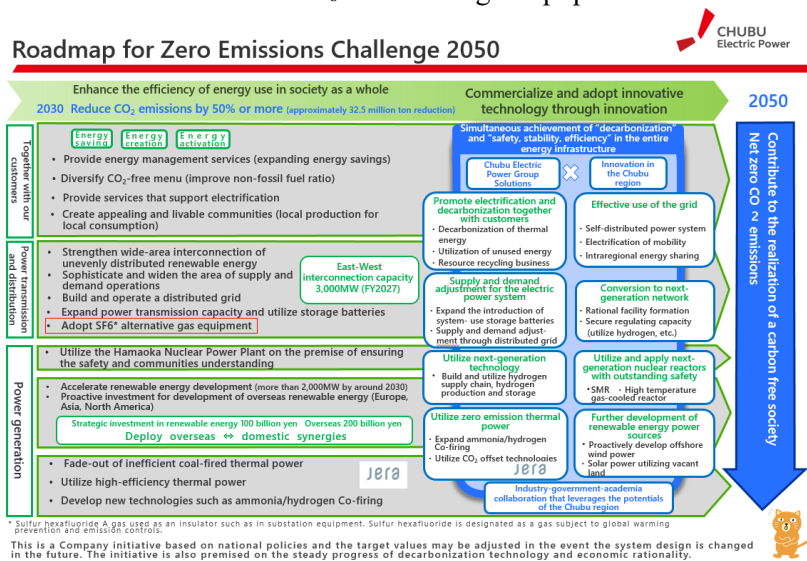 CHUBU
Electric Power
Roadmap for Zero Emissions Challenge 2050
Enhance the efficiency of energy use in society as a whole
2030 Reduce CO₂ emissions by 50% or more (approximately 32.5 million ton reduction)
Commercialize and adopt innovative
technology through innovation
2050
Together with our
customers
Energy
saving
Energy
creation
Energy
activation
• Provide energy management services (expanding energy savings)
• Diversify CO₂-free menu (improve non-fossil fuel ratio)
• Provide services that support electrification
• Create appealing and livable communities (local production for
local consumption)
Power transmission
and distribution
• Strengthen wide-area interconnection of
unevenly distributed renewable energy
• Sophisticate and widen the area of supply and
demand operations
• Build and operate a distributed grid
• Expand power transmission capacity and utilize storage batteries
• Adopt SF6* alternative gas equipment
East-West
interconnection capacity
3,000MW (FY2027)
Power generation
• Utilize the Hamaoka Nuclear Power Plant on the premise of ensuring
the safety and communities understanding
• Accelerate renewable energy development (more than 2,000MW by around 2030)
• Proactive investment for development of overseas renewable energy (Europe,
Asia, North America)
Strategic investment in renewable energy 100 billion yen Overseas 200 billion yen
Deploy overseas ⇔ domestic synergies
• Fade-out of inefficient coal-fired thermal power
• Utilize high-efficiency thermal power
• Develop new technologies such as ammonia/hydrogen Co-firing
Jera
Simultaneous achievement of "decarbonization"
and "safety, stability, efficiency" in the entire
energy infrastructure
Chubu Electric
Power Group
Solutions
Innovation in
the Chubu
region
Promote electrification and
decarbonization together
with customers
• Decarbonization of thermal
energy
• Utilization of unused energy
• Resource recycling business
Effective use of the grid
• Self-distributed power system
• Electrification of mobility
• Intraregional energy sharing
Supply and demand
adjustment for the electric
power system
• Expand the introduction of
system- use storage batteries
• Supply and demand adjust-
ment through distributed grid
Conversion to next-
generation network
• Rational facility formation
• Secure regulating capacity
(utilize hydrogen, etc.)
Utilize next-generation
technology
• Build and utilize hydrogen
supply chain, hydrogen
production and storage
Utilize and apply next-
generation nuclear reactors
with outstanding safety
•SMR • High temperature
gas-cooled reactor
Utilize zero emission thermal
power
• Expand ammonia/hydrogen
Co-firing
• Utilize CO₂ offset technologies
Jera
Further development of
renewable energy power
sources
• Proactively develop offshore
wind power
• Solar power utilizing vacant
land
Industry-government-academia
collaboration that leverages the potentials
of the Chubu region
Contribute to the realization of a carbon free society
Net zero CO2 emissions
* Sulfur hexafluoride A gas used as an insulator such as in substation equipment. Sulfur hexafluoride is designated as a gas subject to global warming
prevention and emission controls.
This is a Company initiative based on national policies and the target values may be adjusted in the event the system design is changed
in the future. The initiative is also premised on the steady progress of decarbonization technology and economic rationality.